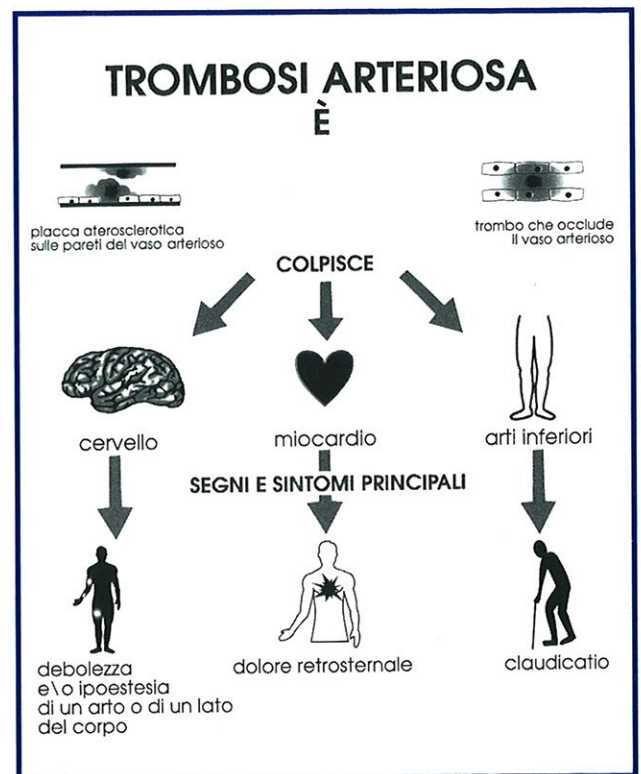 TROMBOSI ARTERIOSA
È
placca aterosclerotica
sulle pareti del vaso arterioso
trombo che occlude
il vaso arterioso
COLPISCE
cervello
miocardio
arti inferiori
SEGNI E SINTOMI PRINCIPALI
debolezza
e\o ipoestesia
di un arto o di un lato
del corpo
dolore retrosternale
claudicatio